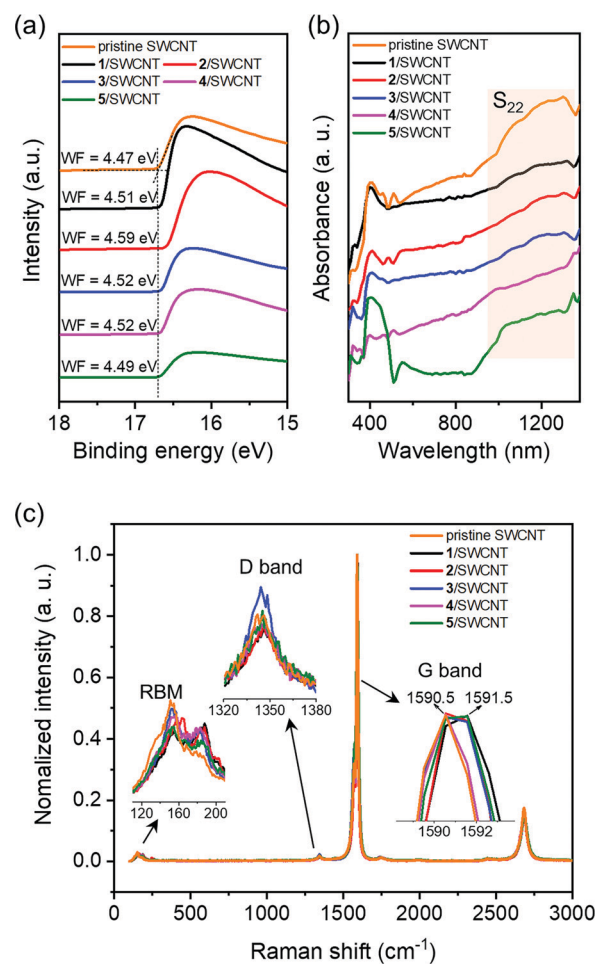 (a)
pristine SWCNT
1/SWCNT 2/SWCNT
3/SWCNT 4/SWCNT
5/SWCNT
WF = 4.47 eV
WF = 4.51 eV
WF = 4.59 eV
WF = 4.52 eV
WF = 4.52 eV
WF = 4.49 eV
Intensity (a.u.)
18 17 16 15
Binding energy (eV)
(b)
pristine SWCNT
1/SWCNT
2/SWCNT
3/SWCNT
4/SWCNT
5/SWCNT
S22
Absorbance (a. u.)
400 800 1200
Wavelength (nm)
(c)
pristine SWCNT
1/SWCNT
2/SWCNT
3/SWCNT
4/SWCNT
5/SWCNT
D band
1320 1350 1380
RBM
120 160 200
G band
1590.5 1591.5
1590 1592
1.0
0.8
0.6
0.4
0.2
0.0
Nomalized intensity (a. u.)
0 500 1000 1500 2000 2500 3000
Raman shift (cm-1)